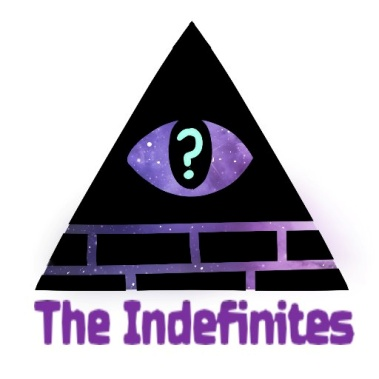 ?
The Indefinites